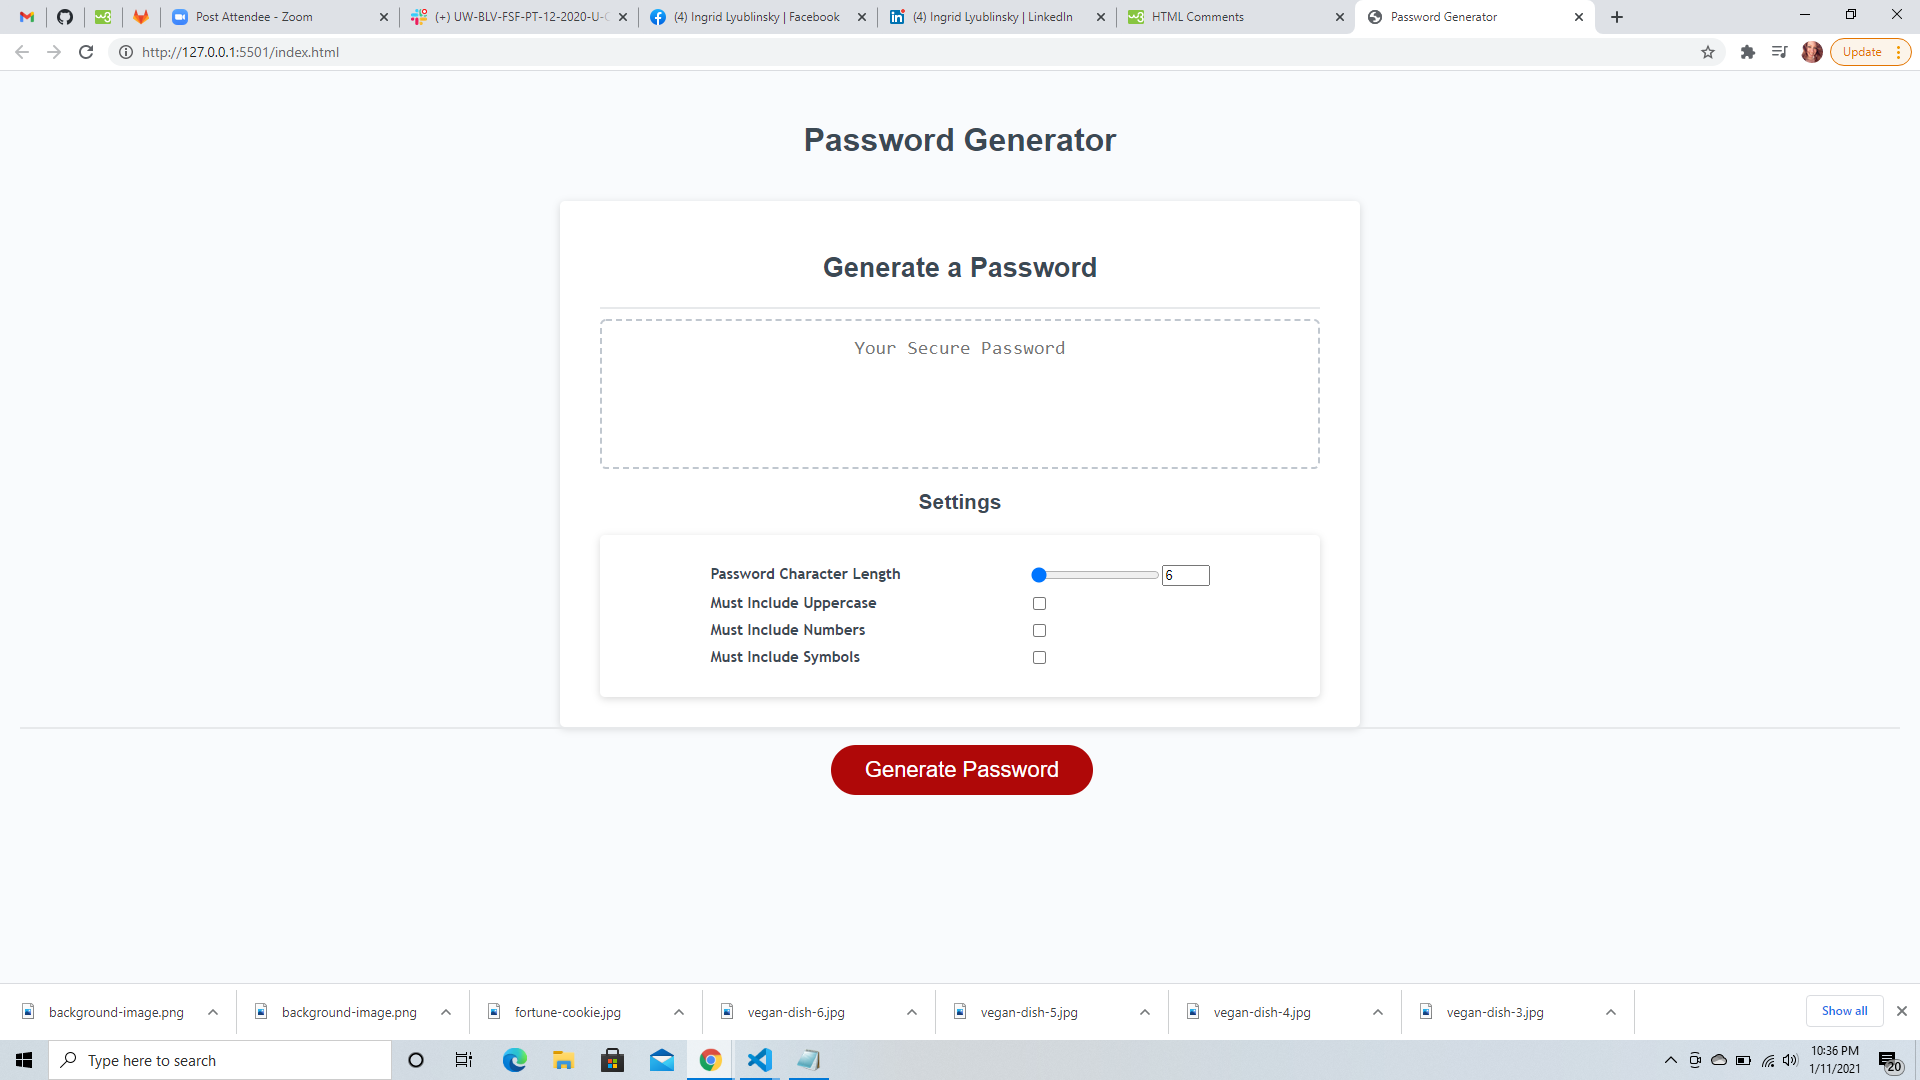 Post Attendee - Zoom
(+) UW-BLV-FSF-PT-12-2020-U-C
(4) Ingrid Lyublinsky | Facebook
(4) Ingrid Lyublinsky | LinkedIn
HTML Comments
Password Generator
http://127.0.0.1:5501/index.html
Update
Password Generator
Generate a Password
Your Secure Password
Settings
Password Character Length
6
Must Include Uppercase
Must Include Numbers
Must Include Symbols
Generate Password
background-image.png
background-image.png
fortune-cookie.jpg
vegan-dish-6.jpg
vegan-dish-5.jpg
vegan-dish-4.jpg
vegan-dish-3.jpg
Show all
Type here to search
10:36 PM
1/11/2021
20